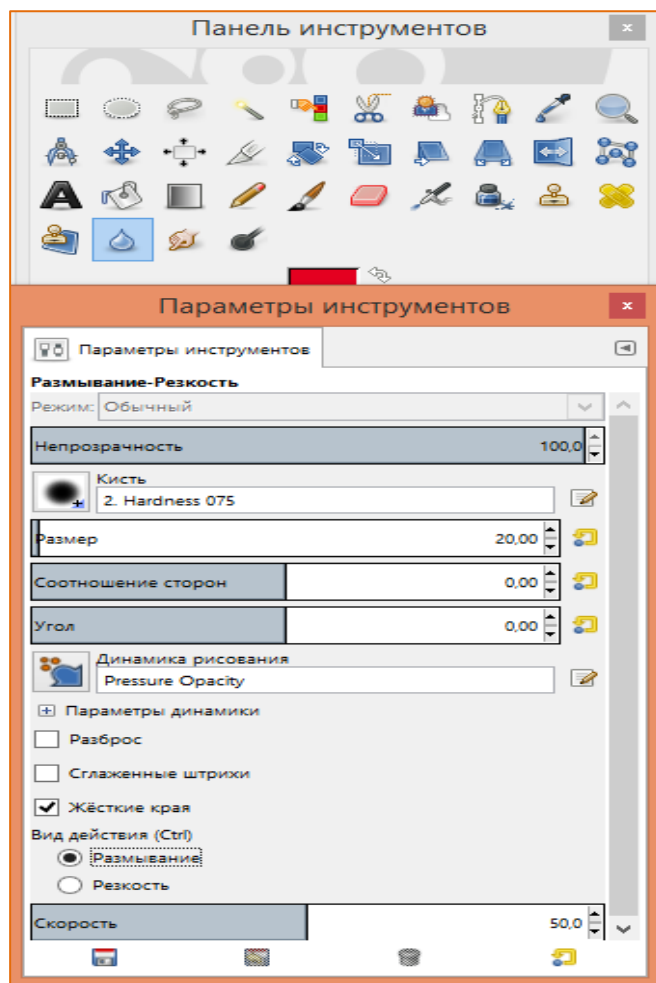 Панель инструментов
Параметры инструментов
Параметры инструментов
Размывание-Резкость
Режим: Обычный
Непрозрачность 100,0
Кисть
2. Hardness 075
Размер 20,00
Соотношение сторон 0,00
Угол 0,00
Динамика рисования
Pressure Opacity
Параметры динамики
Разброс
Сглаженные штрихи
Жёсткие края
Вид действия (Ctrl)
Размывание
Резкость
Скорость 50,0